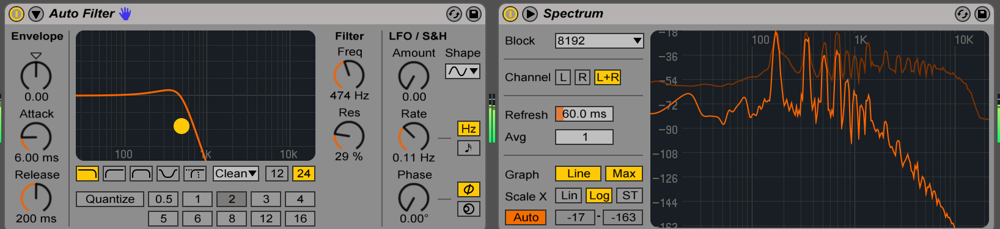 Auto Filter
Envelope
0.00
Attack
6.00 ms
Release
200 ms
100
1k
10k
Clean
12
24
Quantize
0.5
1
2
3
4
5
6
8
12
16
Filter
Freq
474 Hz
Res
29 %
LFO / S&H
Amount
Shape
0.00
Rate
Hz
0.11 Hz
Phase
0.00°
Spectrum
Block
8192
Channel
L
R
L+R
Refresh
60.0 ms
Avg
1
Graph
Line
Max
Scale X
Lin
Log
ST
Auto
-17
-
-163
-18
100
1K
10K
-36
-54
-72
-90
-108
-126
-144
-162